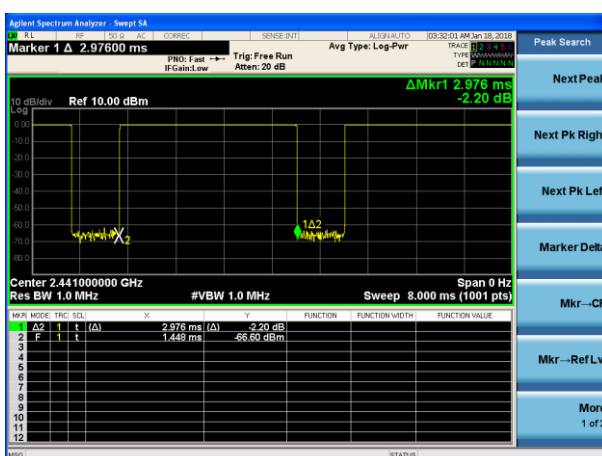 Agilent Spectrum Analyzer - Swept SA
RL RF 50 Ω AC CORREC SENSE:INT ALIGN AUTO 03:32:01 AM Jan 18, 2018
Marker 1 Δ 2.97600 ms
PNO: Fast
IFGain:Low
Trig: Free Run
Atten: 20 dB
Avg Type: Log-Pwr
TRACE 1 2 3 4 5 6
TYPE
DET P N N N N N
Peak Search
ΔMkr1 2.976 ms
-2.20 dB
10 dB/div Ref 10.00 dBm
Log
0.00
-10.0
-20.0
-30.0
-40.0
-50.0
-60.0
-70.0
-80.0
1Δ2
2
Center 2.441000000 GHz Span 0 Hz
Res BW 1.0 MHz #VBW 1.0 MHz Sweep 8.000 ms (1001 pts)
MKR MODE TRC SCL X Y FUNCTION FUNCTION WIDTH FUNCTION VALUE
1 Δ2 1 t (Δ) 2.976 ms (Δ) -2.20 dB
2 F 1 t 1.448 ms -66.60 dBm
3
4
5
6
7
8
9
10
11
12
MSG STATUS
Next Peak
Next Pk Righ
Next Pk Lef
Marker Delta
Mkr→CF
Mkr→Ref Lv
More
1 of 2